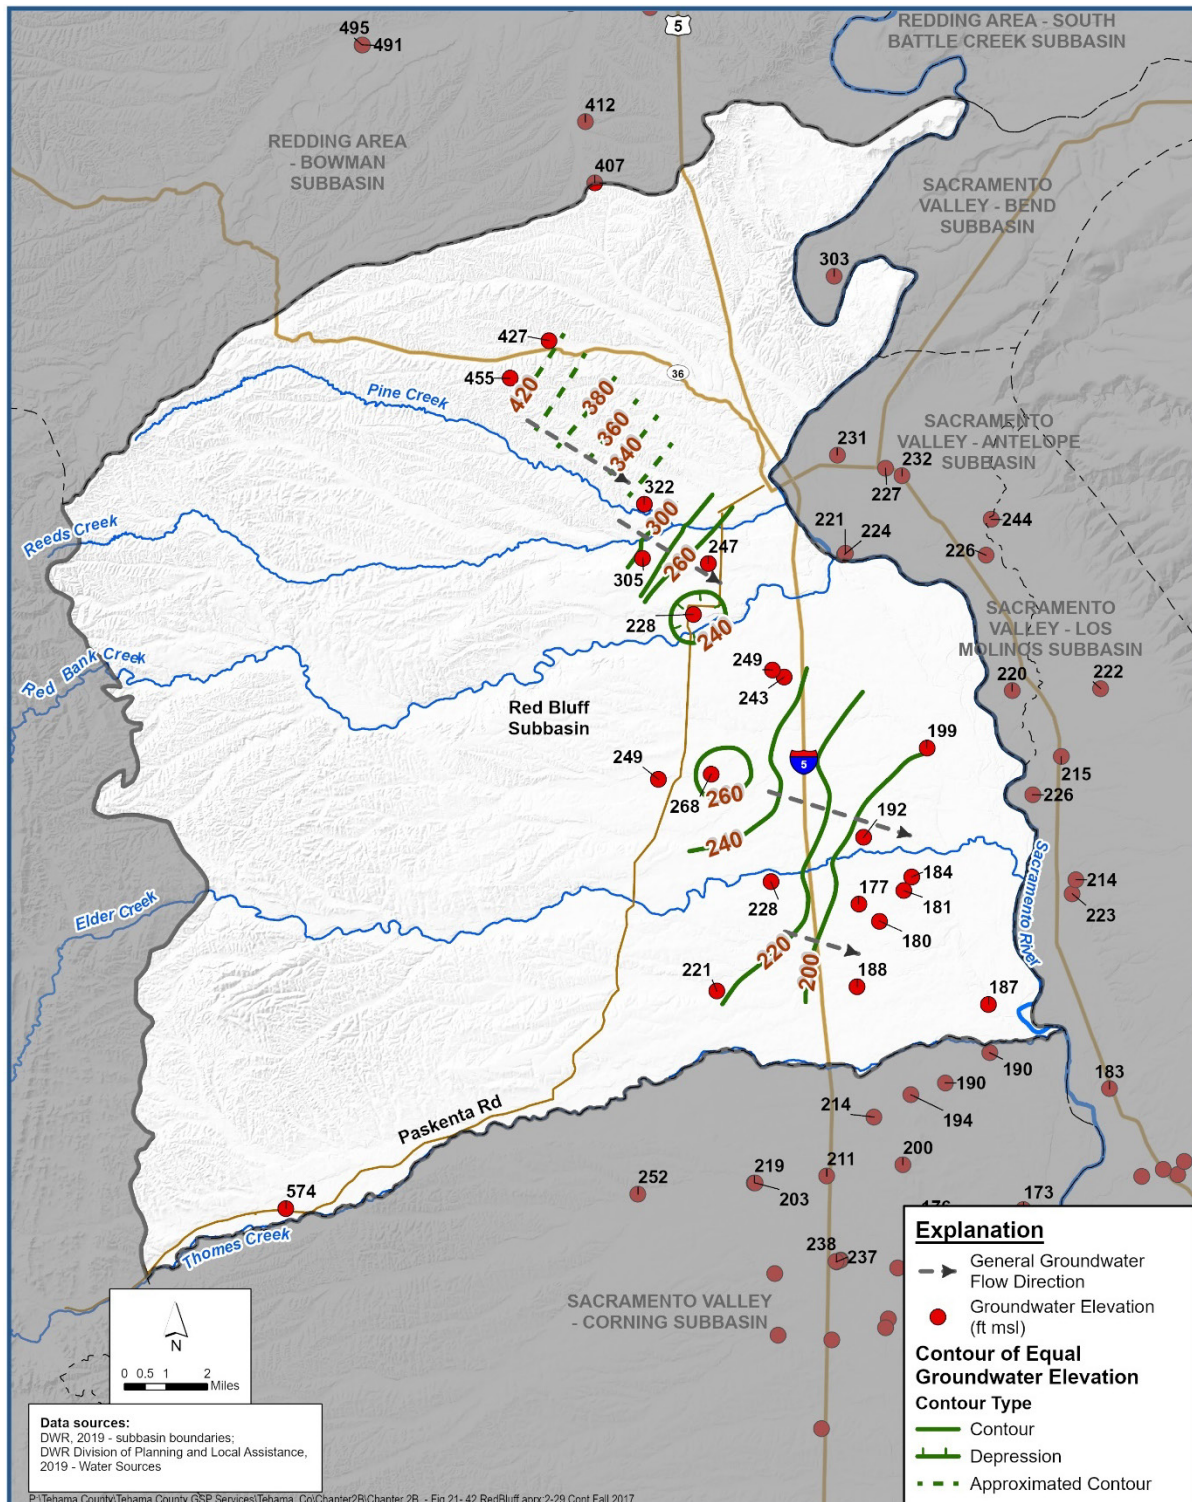 495
491
5
REDDING AREA - SOUTH
BATTLE CREEK SUBBASIN
412
REDDING AREA
- BOWMAN
SUBBASIN
407
SACRAMENTO
VALLEY - BEND
SUBBASIN
303
427
36
455
Pine Creek
420
380
360
340
SACRAMENTO
VALLEY - ANTELOPE
SUBBASIN
231
232
227
322
300
244
Reeds Creek
221
224
226
247
260
305
228
240
SACRAMENTO
VALLEY - LOS
MOLINOS SUBBASIN
Red Bank Creek
249
243
220
222
Red Bluff
Subbasin
199
5
215
249
268
260
226
192
240
Sacramento River
184
214
177
181
223
228
180
Elder Creek
220
200
221
188
187
190
183
190
Paskenta Rd
214
194
200
252
219
211
203
173
574
Thomes Creek
238
237
SACRAMENTO VALLEY
- CORNING SUBBASIN
N
0 0.5 1 2
Miles
Explanation
General Groundwater
Flow Direction
Groundwater Elevation
(ft msl)
Contour of Equal
Groundwater Elevation
Contour Type
Contour
Depression
Approximated Contour
Data sources:
DWR, 2019 - subbasin boundaries;
DWR Division of Planning and Local Assistance,
2019 - Water Sources